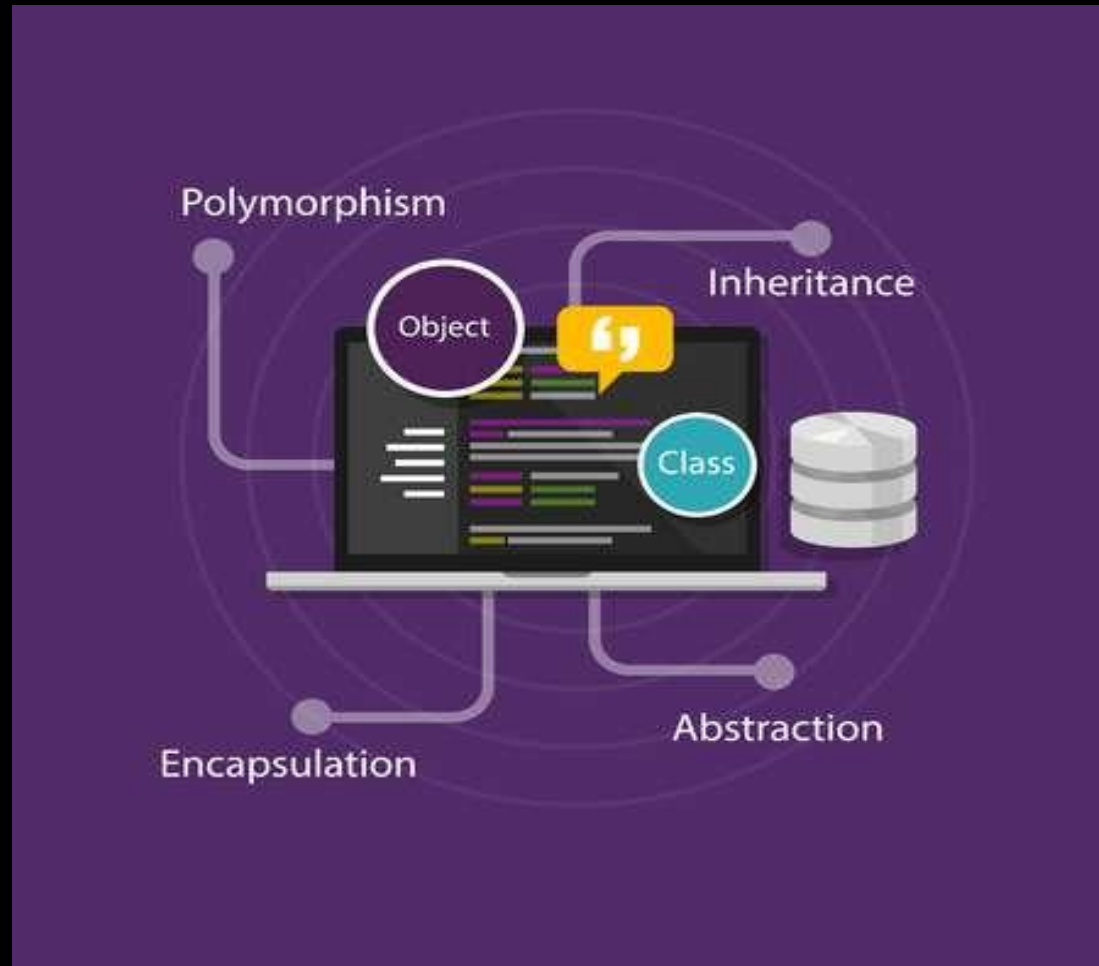 Polymorphism
Inheritance
Object
Class
Abstraction
Encapsulation